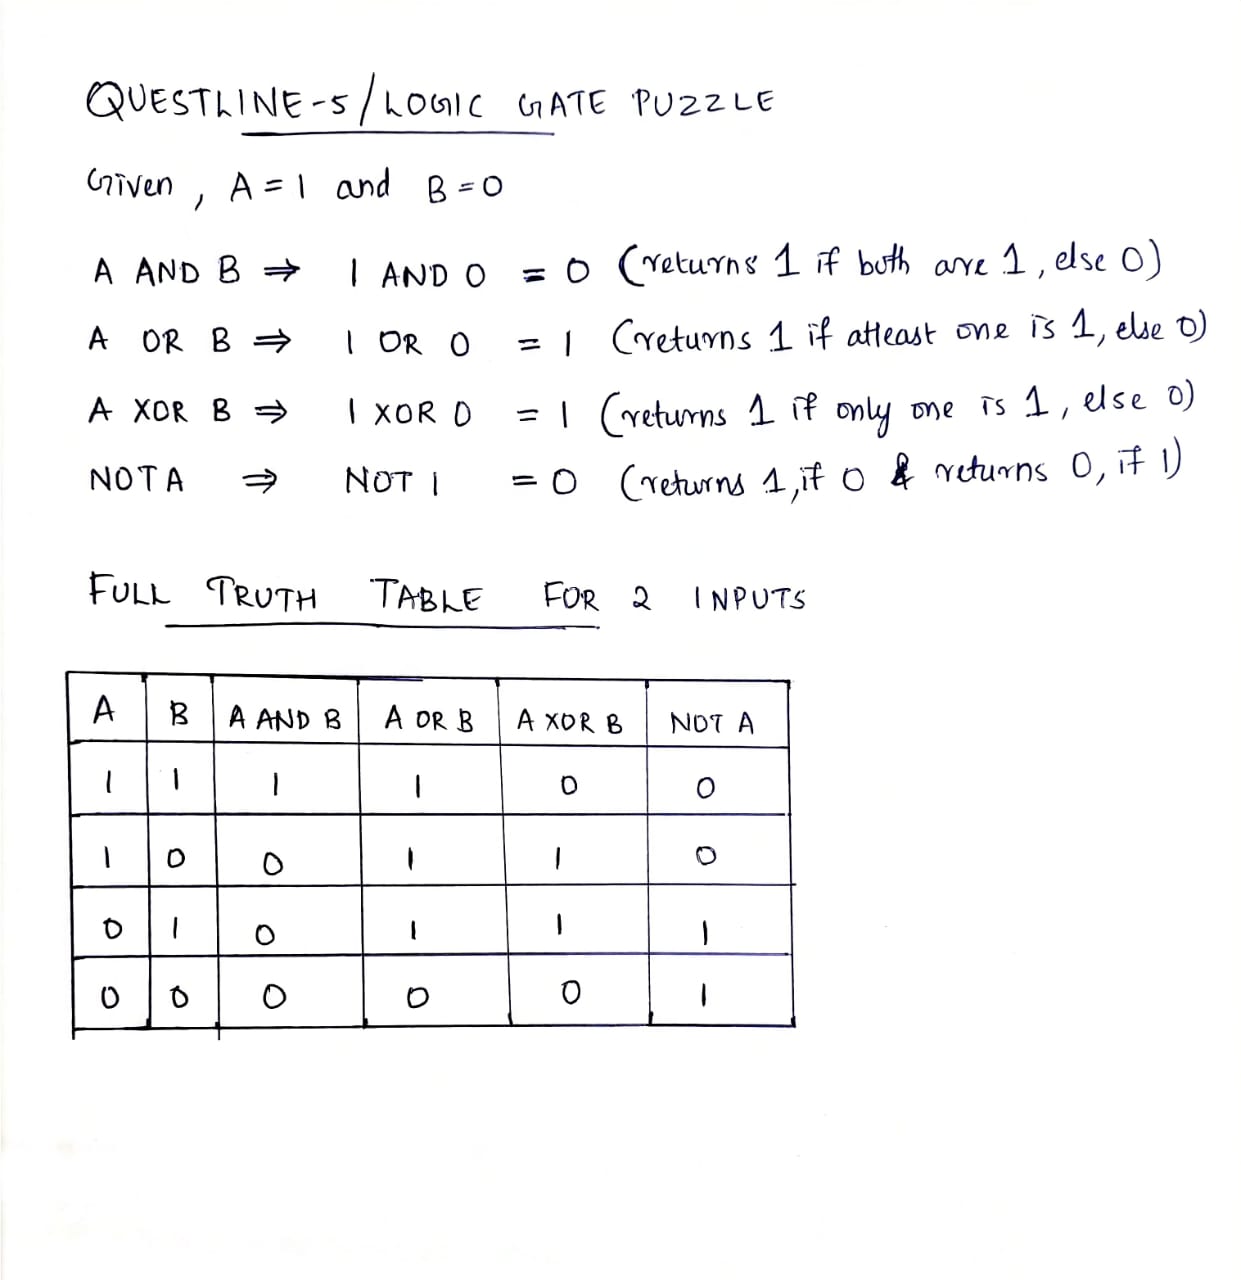 QUESTLINE-5/LOGIC GATE PUZZLE
Given, A=1 and B=0
A AND B ⇒ 1 AND 0 = 0 (returns 1 if both are 1, else 0)
A OR B ⇒ 1 OR 0 = 1 (returns 1 if atleast one is 1, else 0)
A XOR B ⇒ 1 XOR 0 = 1 (returns 1 if only one is 1, else 0)
NOT A ⇒ NOT 1 = 0 (returns 1, if 0 & returns 0, if 1)
FULL TRUTH TABLE FOR 2 INPUTS
A B A AND B A OR B A XOR B NOT A
1 1 1 1 0 0
1 0 0 1 1 0
0 1 0 1 1 1
0 0 0 0 0 1